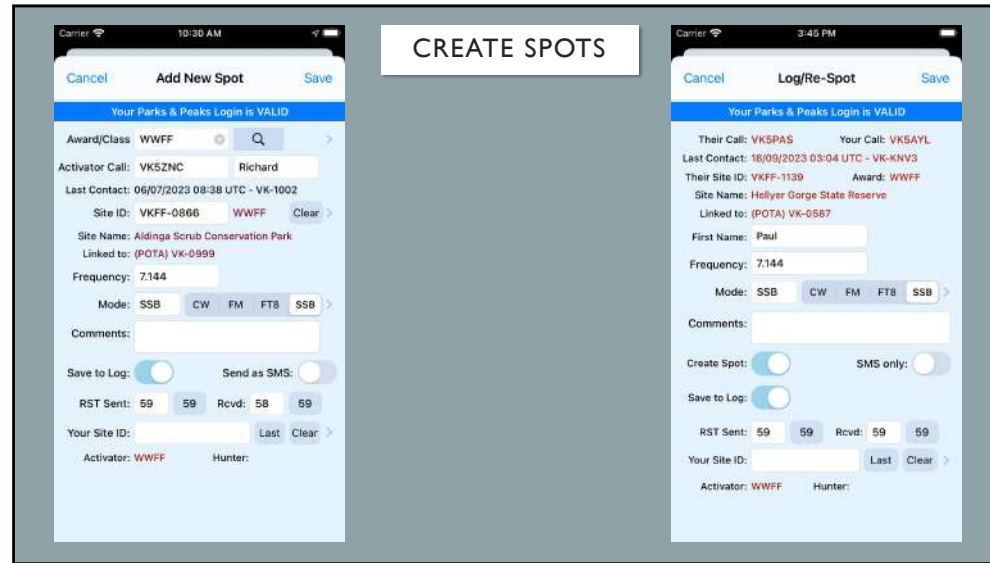 CREATE SPOTS
Carrier 10:30 AM
Cancel Add New Spot Save
Your Parks & Peaks Login is VALID
Award/Class WWFF
Activator Call: VK5ZNC Richard
Last Contact: 06/07/2023 08:38 UTC - VK-1002
Site ID: VKFF-0866 WWFF Clear
Site Name: Aldinga Scrub Conservation Park
Linked to: (POTA) VK-0999
Frequency: 7.144
Mode: SSB CW FM FT8 SSB
Comments:
Save to Log: Send as SMS:
RST Sent: 59 59 Rcvd: 58 59
Your Site ID: Last Clear
Activator: WWFF Hunter:
Carrier 3:45 PM
Cancel Log/Re-Spot Save
Your Parks & Peaks Login is VALID
Their Call: VK5PAS Your Call: VK5AYL
Last Contact: 18/09/2023 03:04 UTC - VK-KNV3
Their Site ID: VKFF-1139 Award: WWFF
Site Name: Hellyer Gorge State Reserve
Linked to: (POTA) VK-0587
First Name: Paul
Frequency: 7.144
Mode: SSB CW FM FT8 SSB
Comments:
Create Spot: SMS only:
Save to Log:
RST Sent: 59 59 Rcvd: 59 59
Your Site ID: Last Clear
Activator: WWFF Hunter: